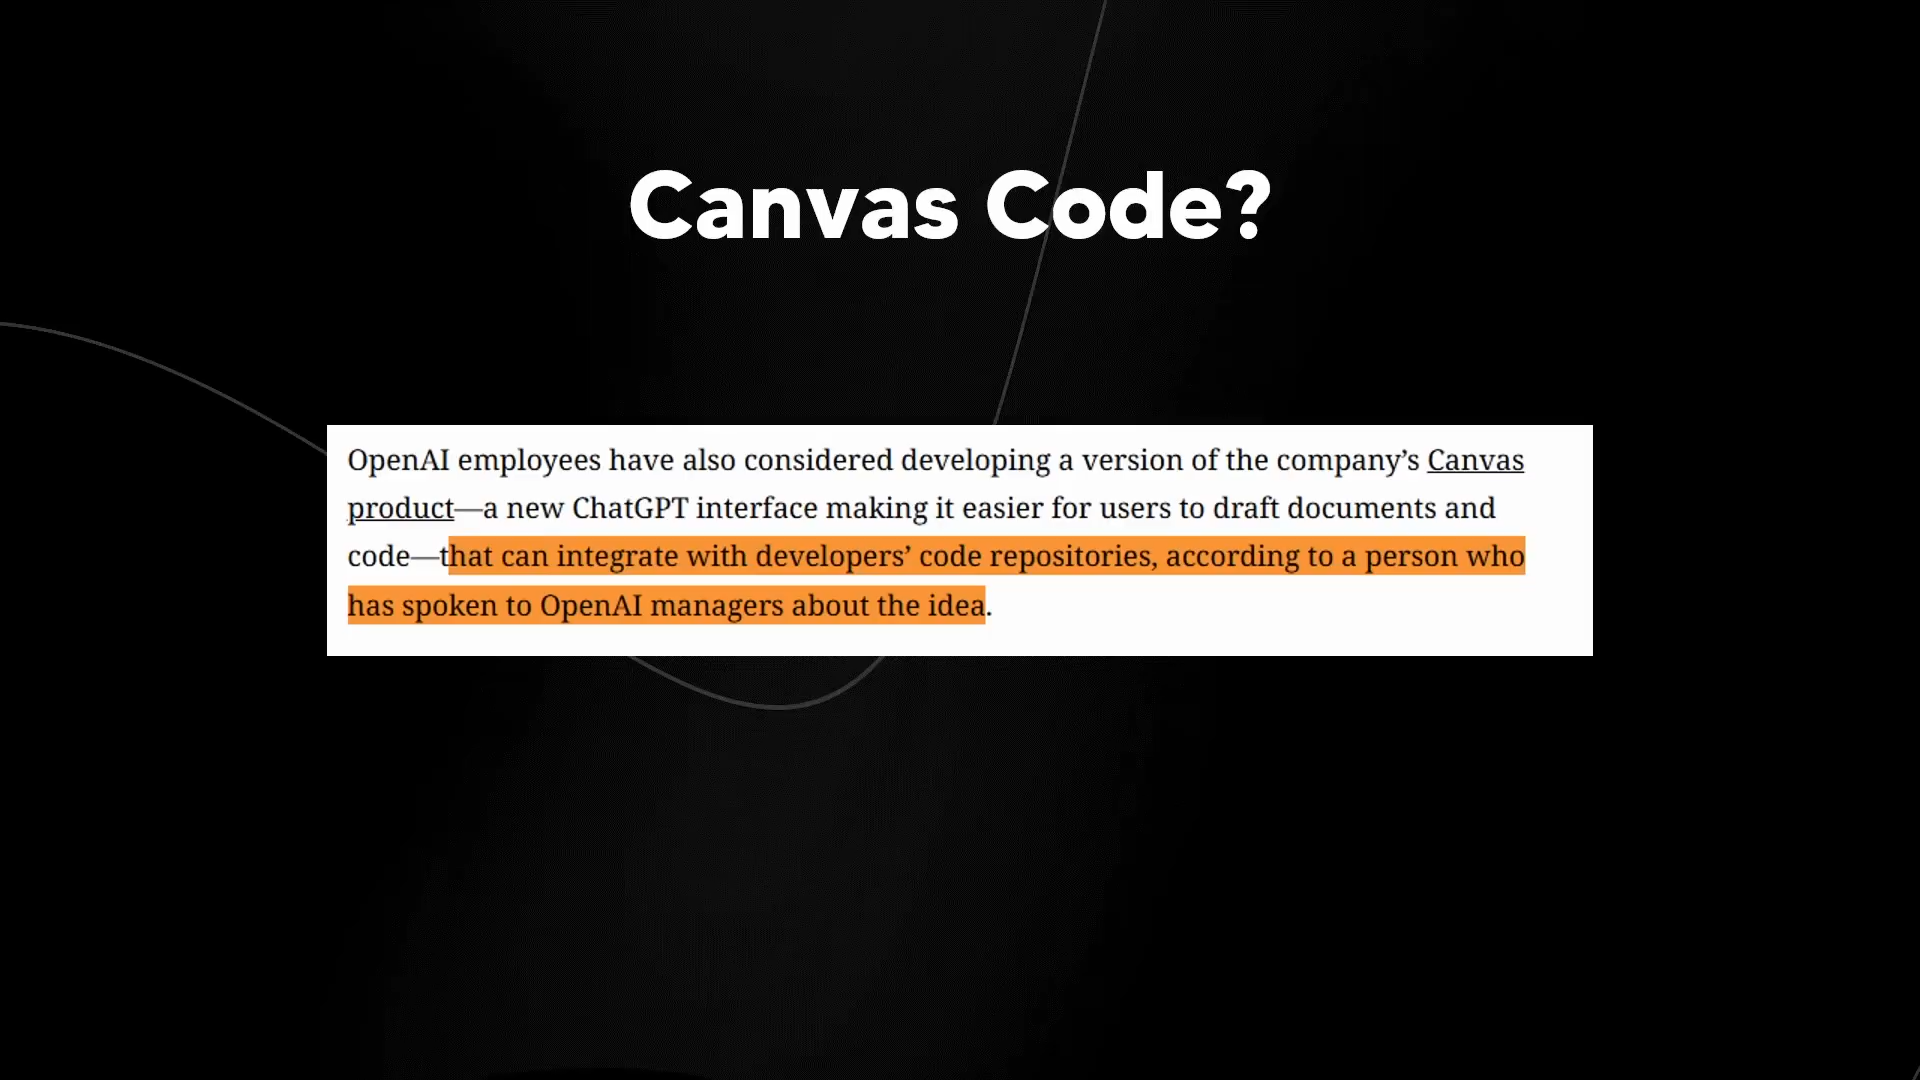 Canvas Code?
OpenAI employees have also considered developing a version of the company’s Canvas
product—a new ChatGPT interface making it easier for users to draft documents and
code—that can integrate with developers’ code repositories, according to a person who
has spoken to OpenAI managers about the idea.